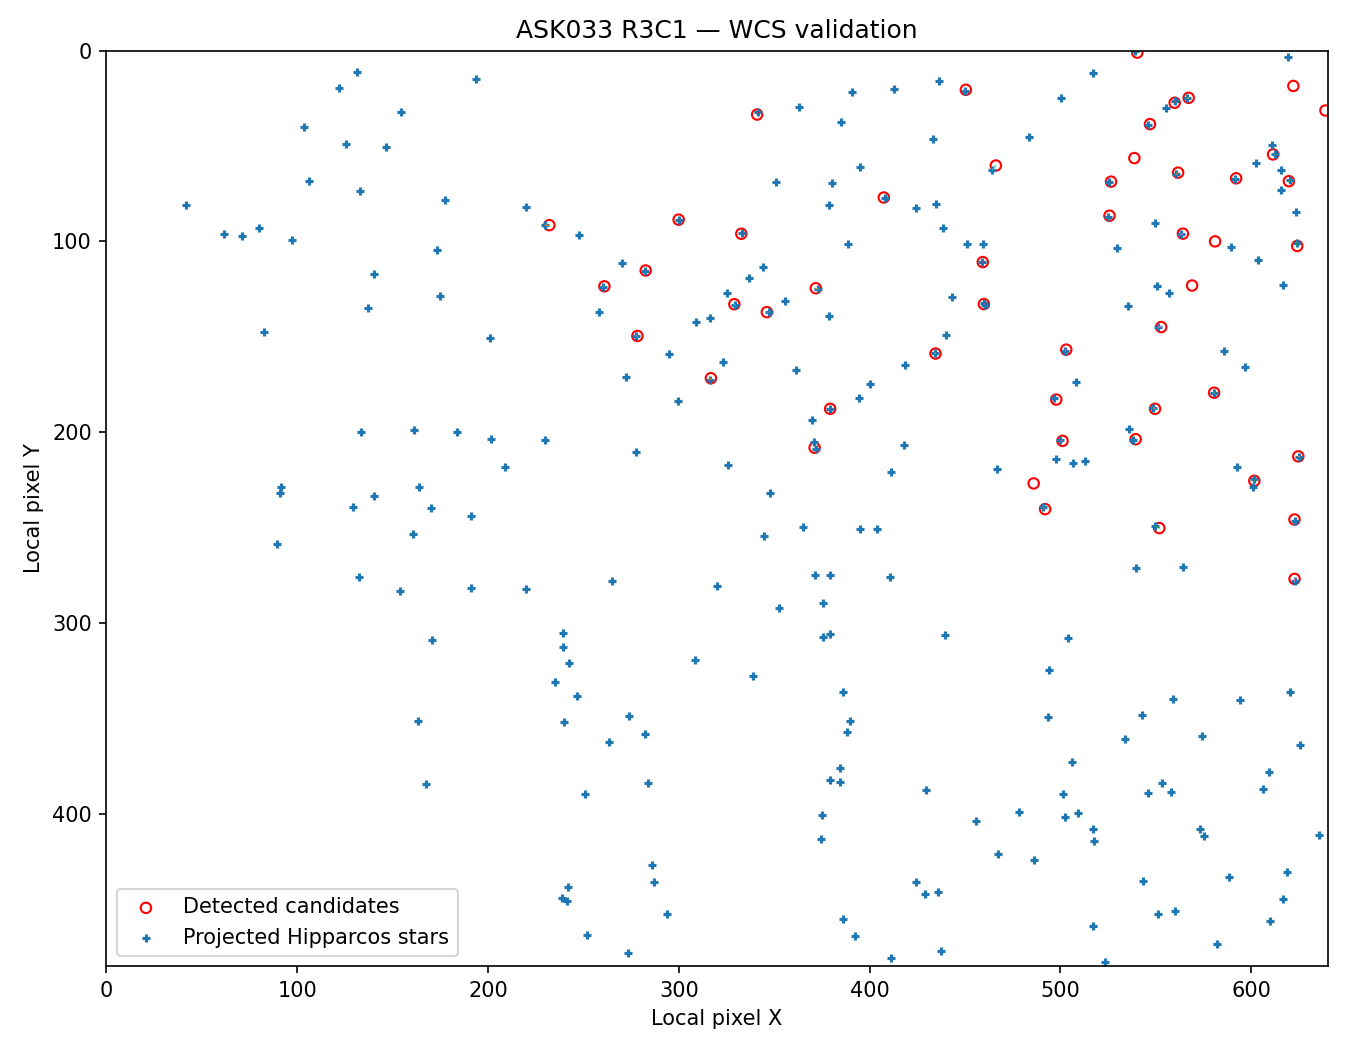 ASK033 R3C1 — WCS validation
0
100
200
300
400
Local pixel Y
0
100
200
300
400
500
600
Local pixel X
Detected candidates
Projected Hipparcos stars